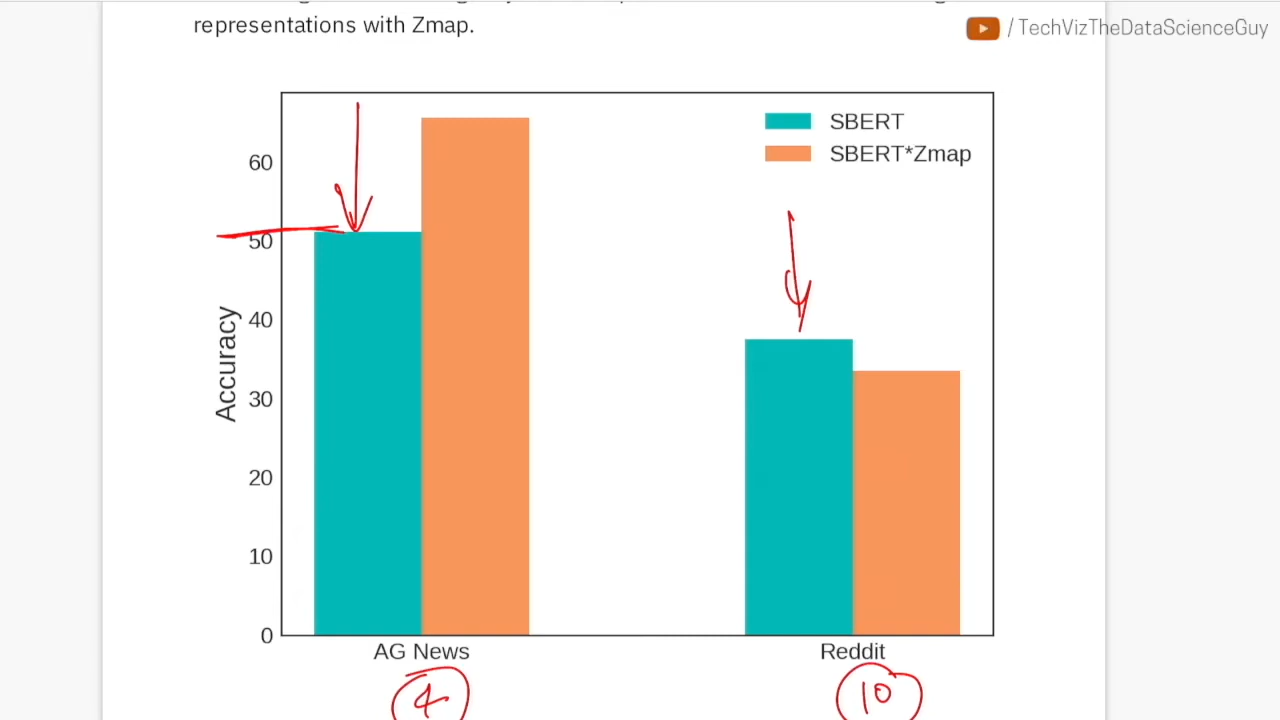 representations with Zmap.
/ TechVizTheDataScienceGuy
SBERT
SBERT*Zmap
60
50
40
30
20
10
0
Accuracy
AG News
Reddit
4
10